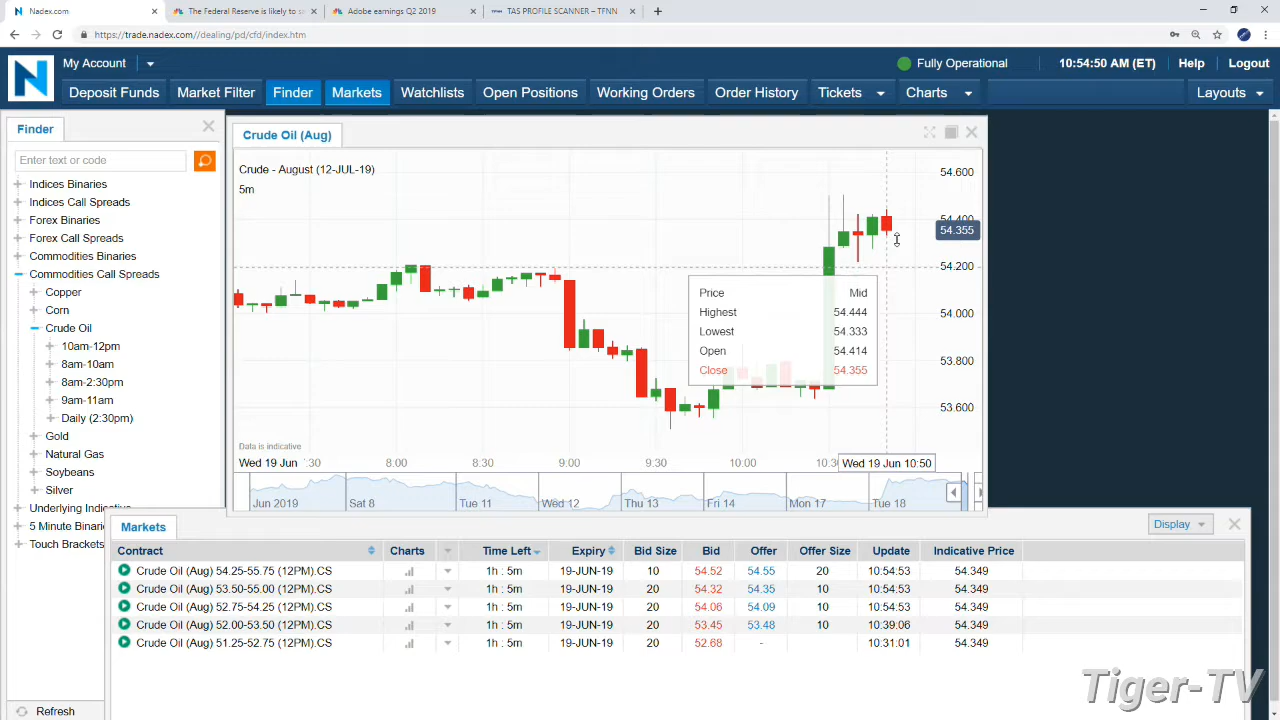 Nadex.com
The Federal Reserve is likely to s
Adobe earnings Q2 2019
TAS PROFILE SCANNER – TFNN
https://trade.nadex.com//dealing/pd/cfd/index.htm
N
My Account
Fully Operational
10:54:50 AM (ET)
Help
Logout
Deposit Funds
Market Filter
Finder
Markets
Watchlists
Open Positions
Working Orders
Order History
Tickets
Charts
Layouts
Finder
Enter text or code
Indices Binaries
Indices Call Spreads
Forex Binaries
Forex Call Spreads
Commodities Binaries
Commodities Call Spreads
Copper
Corn
Crude Oil
10am-12pm
8am-10am
8am-2:30pm
9am-11am
Daily (2:30pm)
Gold
Natural Gas
Soybeans
Silver
Underlying Indicative
5 Minute Binari
Touch Brackets
Refresh
Crude Oil (Aug)
Crude - August (12-JUL-19)
5m
54.600
54.400
54.355
54.200
54.000
53.800
53.600
Price Mid
Highest 54.444
Lowest 54.333
Open 54.414
Close 54.355
Data is indicative
Wed 19 Jun :30 8:00 8:30 9:00 9:30 10:00 10:30 Wed 19 Jun 10:50
Jun 2019 Sat 8 Tue 11 Wed 12 Thu 13 Fri 14 Mon 17 Tue 18
Markets
Display
Contract Charts Time Left Expiry Bid Size Bid Offer Offer Size Update Indicative Price
Crude Oil (Aug) 54.25-55.75 (12PM).CS 1h : 5m 19-JUN-19 10 54.52 54.55 20 10:54:53 54.349
Crude Oil (Aug) 53.50-55.00 (12PM).CS 1h : 5m 19-JUN-19 20 54.32 54.35 10 10:54:53 54.349
Crude Oil (Aug) 52.75-54.25 (12PM).CS 1h : 5m 19-JUN-19 20 54.06 54.09 10 10:54:53 54.349
Crude Oil (Aug) 52.00-53.50 (12PM).CS 1h : 5m 19-JUN-19 20 53.45 53.48 10 10:39:06 54.349
Crude Oil (Aug) 51.25-52.75 (12PM).CS 1h : 5m 19-JUN-19 20 52.68 - 10:31:01 54.349
Tiger-TV